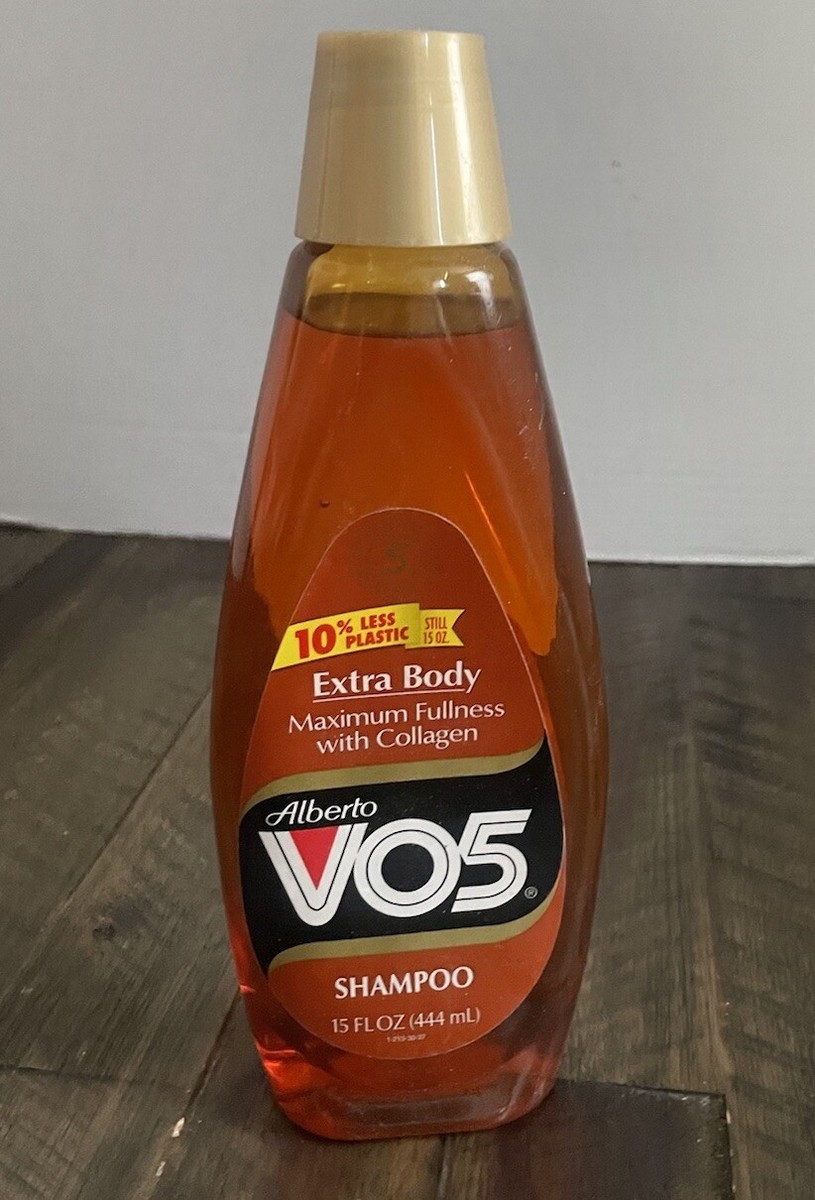 10% LESS PLASTIC STILL 15 OZ.
Extra Body
Maximum Fullness
with Collagen
Alberto
VO5®
SHAMPOO
15 FL OZ (444 mL)